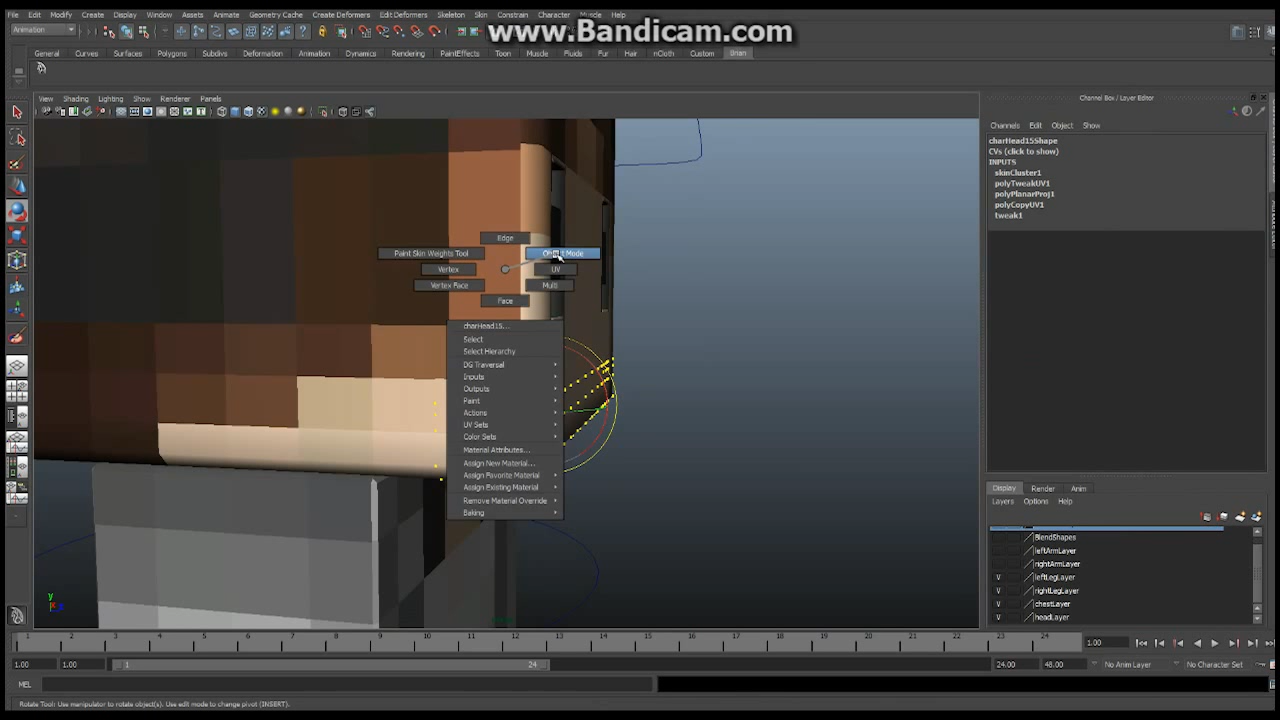 File Edit Modify Create Display Window Assets Animate Geometry Cache Create Deformers Edit Deformers Skeleton Skin Constrain Character Muscle Help
www.Bandicam.com
Animation
General Curves Surfaces Polygons Subdivs Deformation Animation Dynamics Rendering PaintEffects Toon Muscle Fluids Fur Hair nCloth Custom Brian
View Shading Lighting Show Renderer Panels
Channel Box / Layer Editor
Channels Edit Object Show
charHead15Shape
CVs (click to show)
INPUTS
skinCluster1
polyTweakUV1
polyPlanarProj1
polyCopyUV1
tweak1
Edge
Paint Skin Weights Tool Object Mode
Vertex UV
Vertex Face Multi
Face
charHead15...
Select
Select Hierarchy
DG Traversal
Inputs
Outputs
Paint
Actions
UV Sets
Color Sets
Material Attributes...
Assign New Material...
Assign Favorite Material
Assign Existing Material
Remove Material Override
Baking
Display Render Anim
Layers Options Help
BlendShapes
leftArmLayer
rightArmLayer
V leftLegLayer
V rightLegLayer
V chestLayer
V headLayer
y
1 2 3 4 5 6 7 8 9 10 11 12 13 14 15 16 17 18 19 20 21 22 23 24 1.00
1.00 1.00 1 24 24.00 48.00 No Anim Layer No Character Set
MEL
Rotate Tool: Use manipulator to rotate object(s). Use edit mode to change pivot (INSERT).